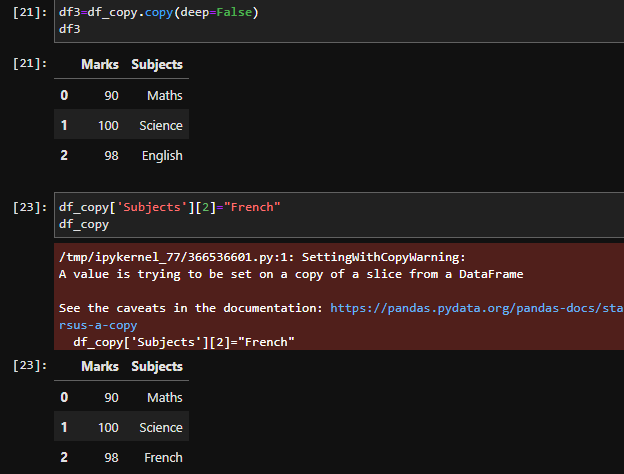 [21]: df3=df_copy.copy(deep=False)
df3
[21]: Marks Subjects
0 90 Maths
1 100 Science
2 98 English
[23]: df_copy['Subjects'][2]="French"
df_copy
/tmp/ipykernel_77/366536601.py:1: SettingWithCopyWarning:
A value is trying to be set on a copy of a slice from a DataFrame
See the caveats in the documentation: https://pandas.pydata.org/pandas-docs/sta
rsus-a-copy
df_copy['Subjects'][2]="French"
[23]: Marks Subjects
0 90 Maths
1 100 Science
2 98 French